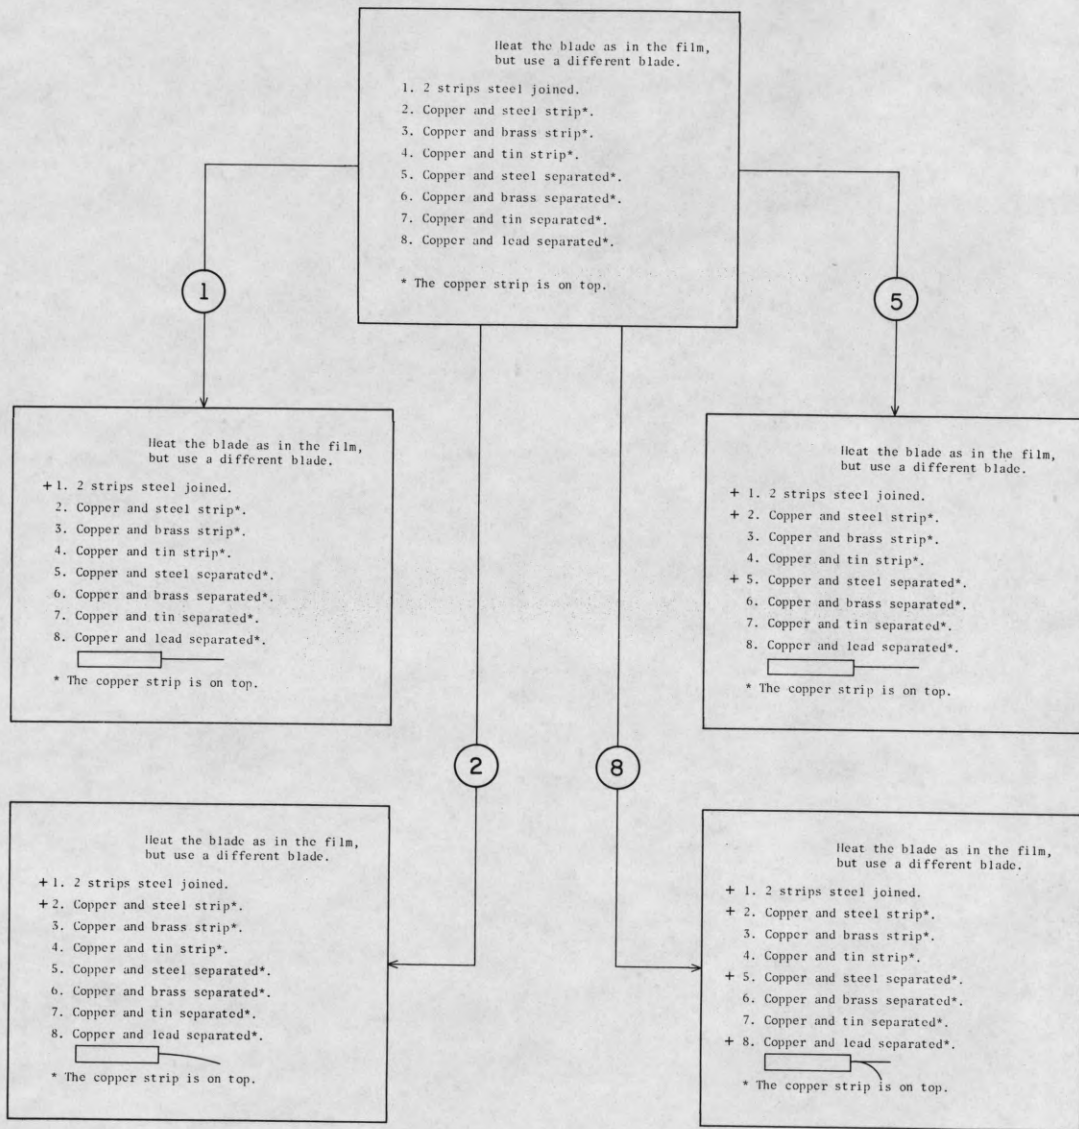 Heat the blade as in the film,
but use a different blade.
1. 2 strips steel joined.
2. Copper and steel strip*.
3. Copper and brass strip*.
4. Copper and tin strip*.
5. Copper and steel separated*.
6. Copper and brass separated*.
7. Copper and tin separated*.
8. Copper and lead separated*.
* The copper strip is on top.
1
5
Heat the blade as in the film,
but use a different blade.
+ 1. 2 strips steel joined.
2. Copper and steel strip*.
3. Copper and brass strip*.
4. Copper and tin strip*.
5. Copper and steel separated*.
6. Copper and brass separated*.
7. Copper and tin separated*.
8. Copper and lead separated*.
* The copper strip is on top.
Heat the blade as in the film,
but use a different blade.
+ 1. 2 strips steel joined.
+ 2. Copper and steel strip*.
3. Copper and brass strip*.
4. Copper and tin strip*.
+ 5. Copper and steel separated*.
6. Copper and brass separated*.
7. Copper and tin separated*.
8. Copper and lead separated*.
* The copper strip is on top.
2
8
Heat the blade as in the film,
but use a different blade.
+ 1. 2 strips steel joined.
+ 2. Copper and steel strip*.
3. Copper and brass strip*.
4. Copper and tin strip*.
5. Copper and steel separated*.
6. Copper and brass separated*.
7. Copper and tin separated*.
8. Copper and lead separated*.
* The copper strip is on top.
Heat the blade as in the film,
but use a different blade.
+ 1. 2 strips steel joined.
+ 2. Copper and steel strip*.
3. Copper and brass strip*.
4. Copper and tin strip*.
+ 5. Copper and steel separated*.
6. Copper and brass separated*.
7. Copper and tin separated*.
+ 8. Copper and lead separated*.
* The copper strip is on top.